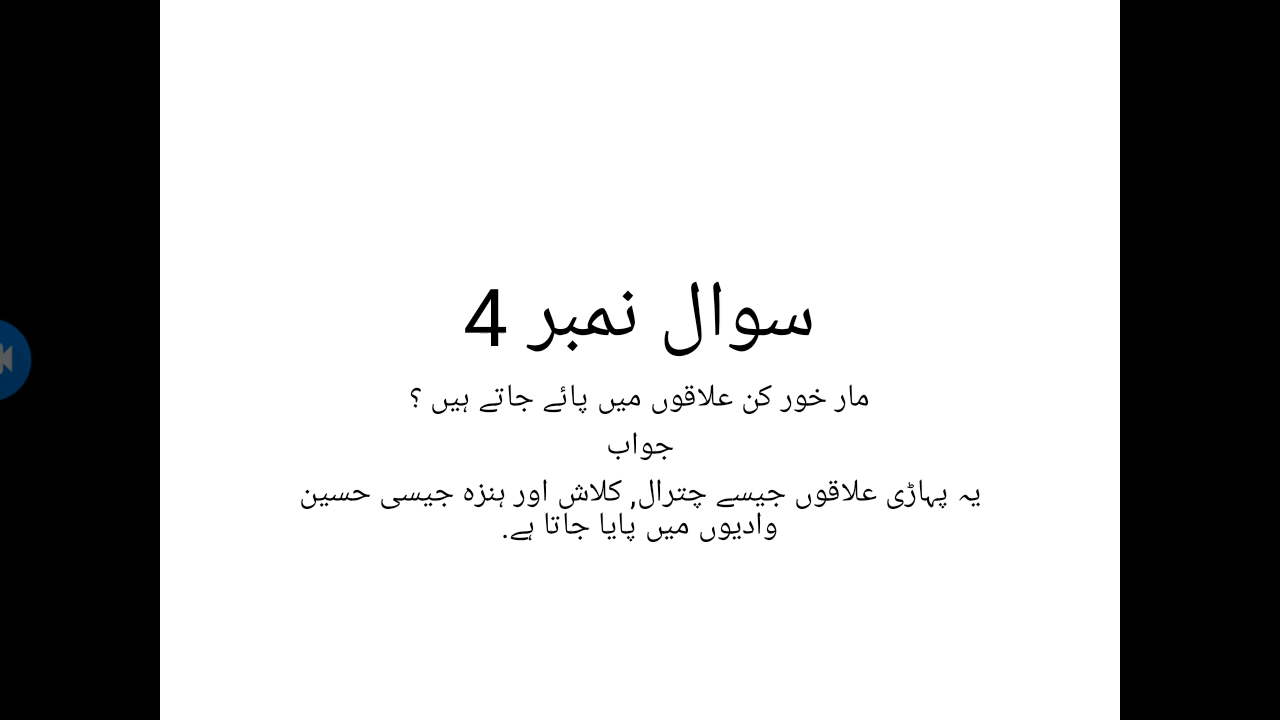 سوال نمبر 4
مار خور کن علاقوں میں پائے جاتے ہیں ؟
جواب
یہ پہاڑی علاقوں جیسے چترال, کلاش اور ہنزہ جیسی حسین
وادیوں میں پایا جاتا ہے.